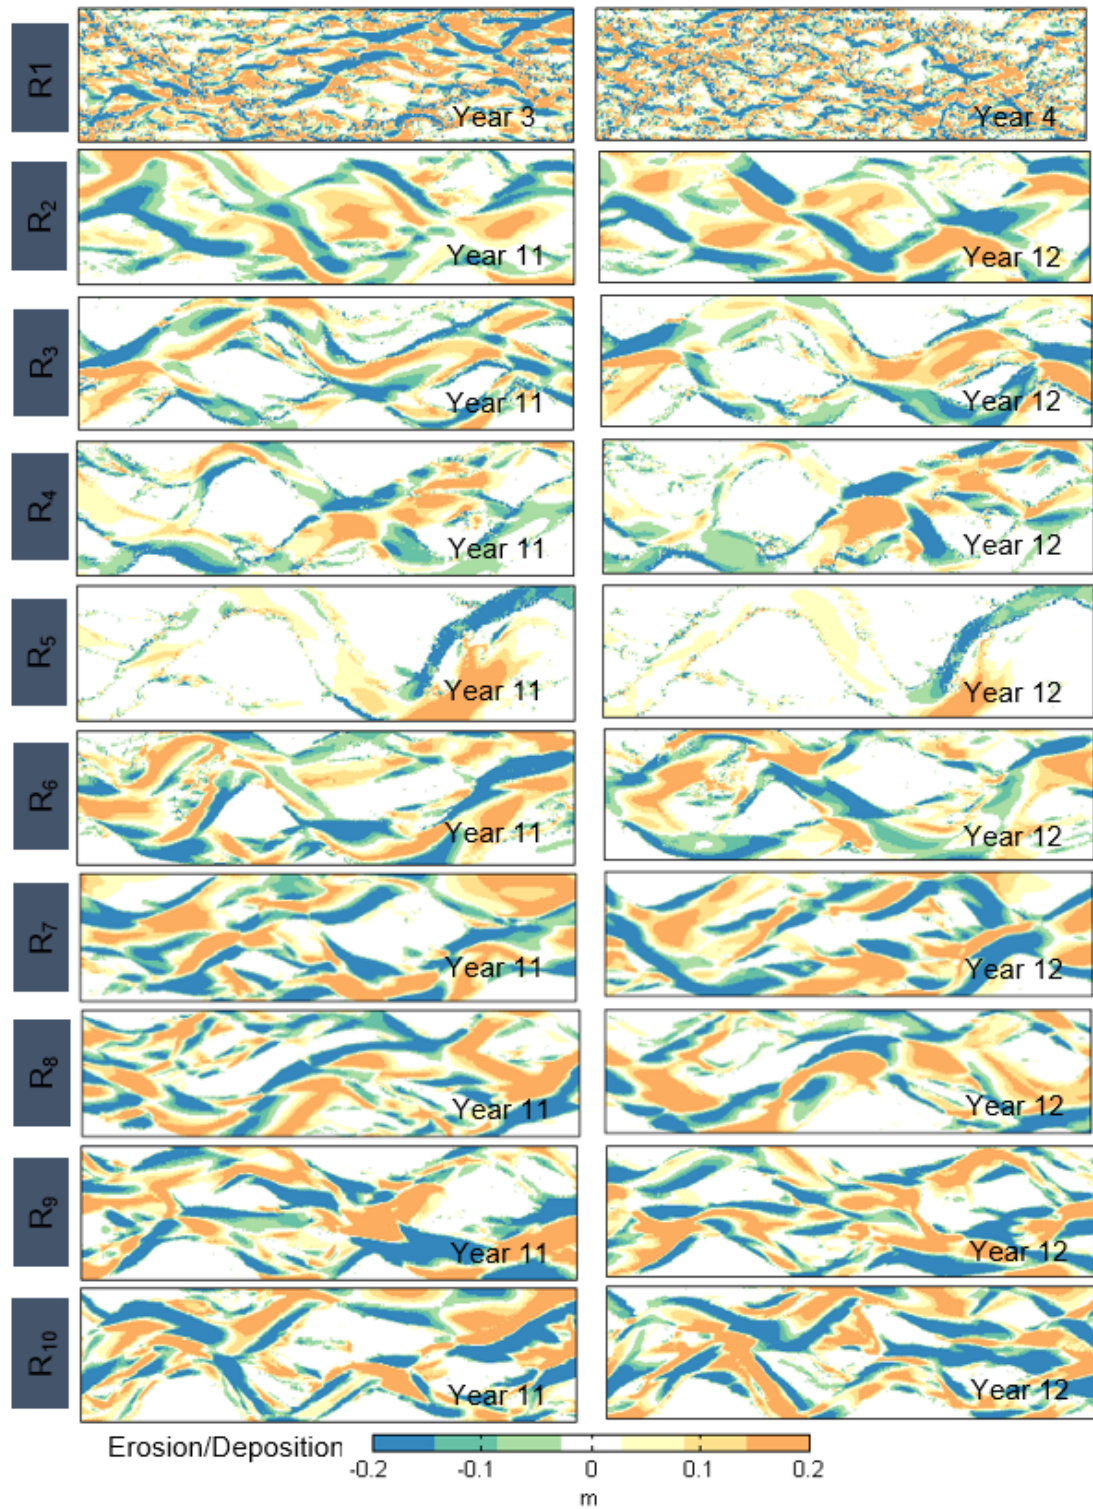 R1
Year 3
Year 4
R2
Year 11
Year 12
R3
Year 11
Year 12
R4
Year 11
Year 12
R5
Year 11
Year 12
R6
Year 11
Year 12
R7
Year 11
Year 12
R8
Year 11
Year 12
R9
Year 11
Year 12
R10
Year 11
Year 12
Erosion/Deposition
-0.2 -0.1 0 0.1 0.2
m